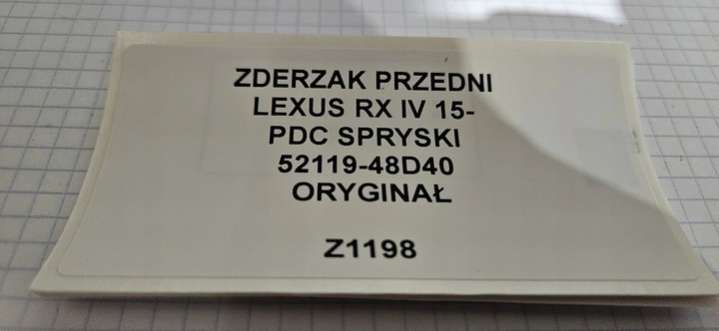 ZDERZAK PRZEDNI
LEXUS RX IV 15-
PDC SPRYSKI
52119-48D40
ORYGINAŁ
Z1198